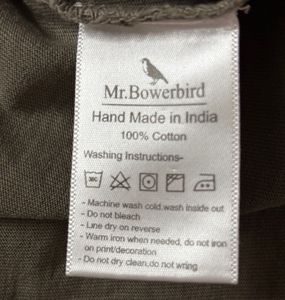 Mr.Bowerbird
Hand Made in India
100% Cotton
Washing Instructions-
- Machine wash cold.wash inside out
- Do not bleach
- Line dry on reverse
- Warm iron when needed, do not iron
on print/decoration
- Do not dry clean,do not wring